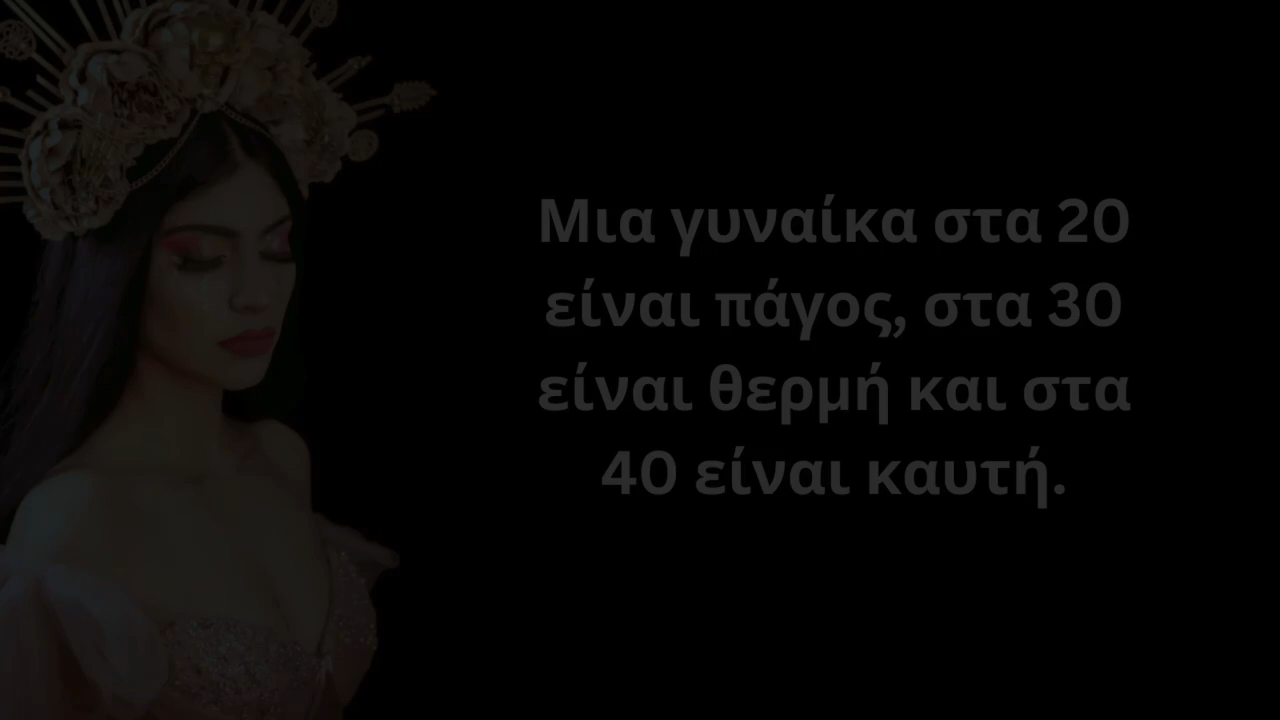 Μια γυναίκα στα 20
είναι πάγος, στα 30
είναι θερμή και στα
40 είναι καυτή.